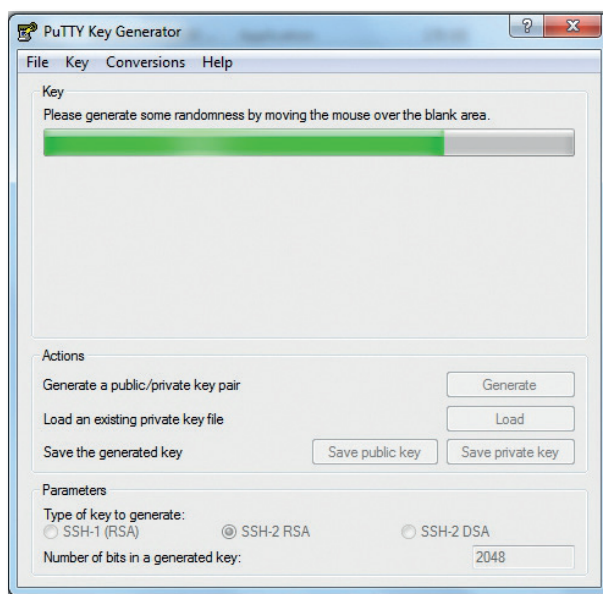 PuTTY Key Generator
File Key Conversions Help
Key
Please generate some randomness by moving the mouse over the blank area.
Actions
Generate a public/private key pair Generate
Load an existing private key file Load
Save the generated key Save public key Save private key
Parameters
Type of key to generate:
SSH-1 (RSA) SSH-2 RSA SSH-2 DSA
Number of bits in a generated key: 2048